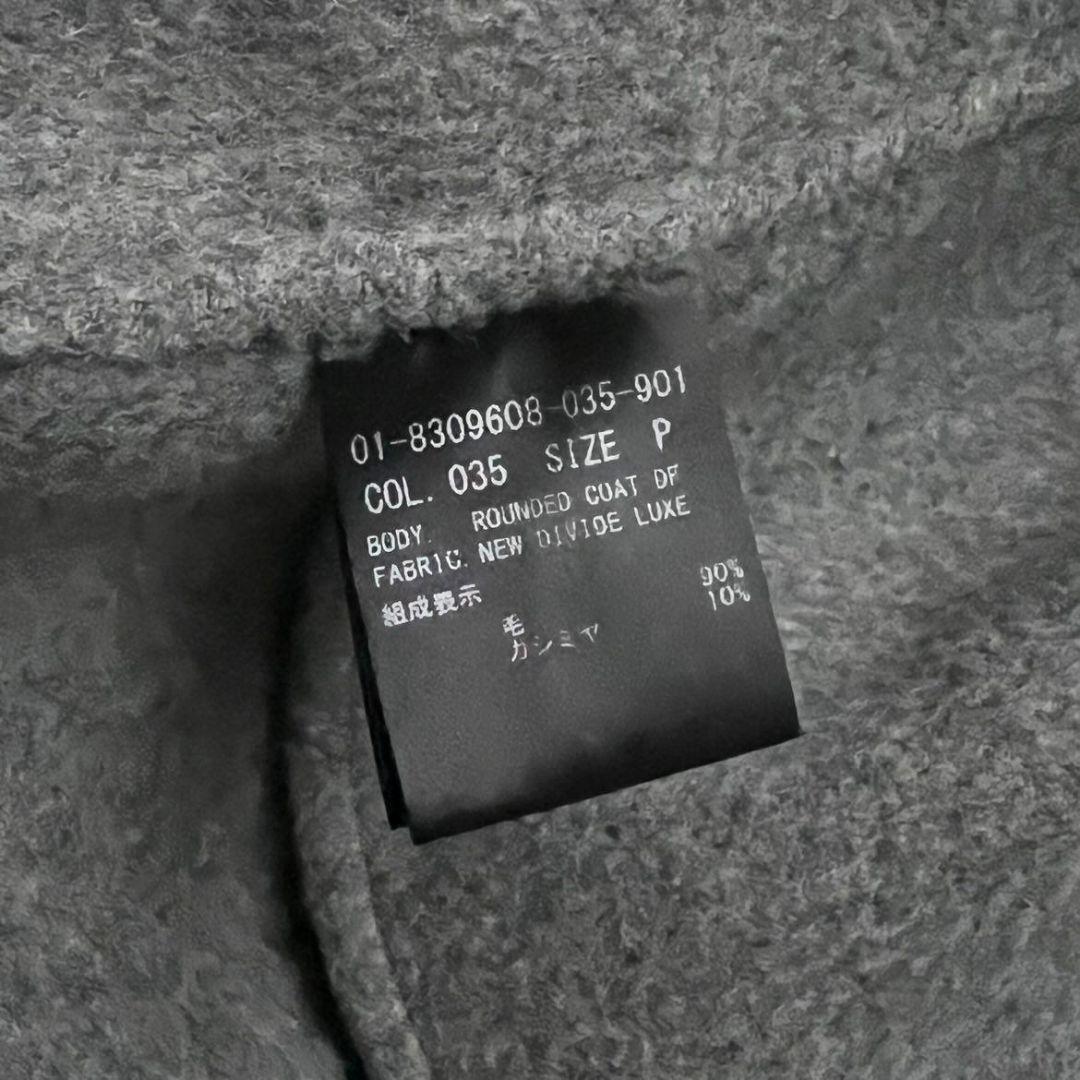 01-8309608-035-901
COL. 035 SIZE P
BODY. ROUNDED COAT DF
FABRIC. NEW DIVIDE LUXE
組成表示
毛 90%
カシミヤ 10%